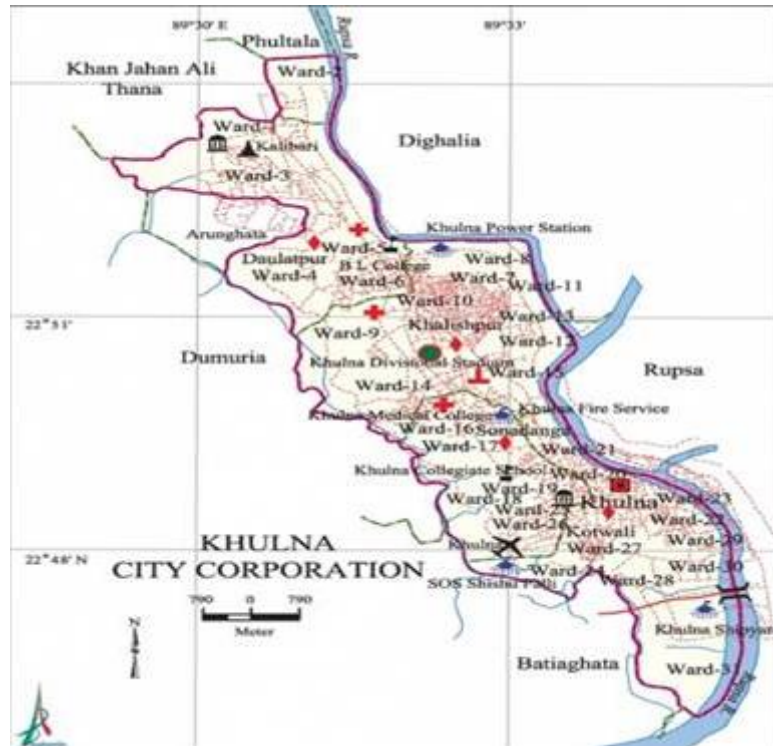 89°30' E
89°33'
Rupsa R.
Phultala
Khan Jahan Ali
Thana
Ward-2
Ward-
Kalibari
Ward-3
Dighalia
Arunghata
Khulna Power Station
Ward-5
Daulatpur
Ward-4
B L College
Ward-6
Ward-8
Ward-7
Ward-11
Ward-10
Ward-13
22°51'
Ward-9
Khalishpur
Ward-12
Dumuria
Khulna Divisional Stadium
Ward-15
Rupsa
Ward-14
Khulna Medical College
Khulna Fire Service
Ward-16
Sonadanga
Ward-17
Ward-21
Khulna Collegiate School
Ward-20
Ward-19
Ward-18
Khulna
Ward-23
Ward-25
Ward-22
Ward-26
Kotwali
Ward-29
22°48' N
KHULNA
CITY CORPORATION
Khulna
Ward-27
Ward-30
Ward-24
SOS Shishu Palli
Ward-28
790 0 790
Meter
N
Khulna Shipyard
Batiaghata
Ward-31
Rupsa R.